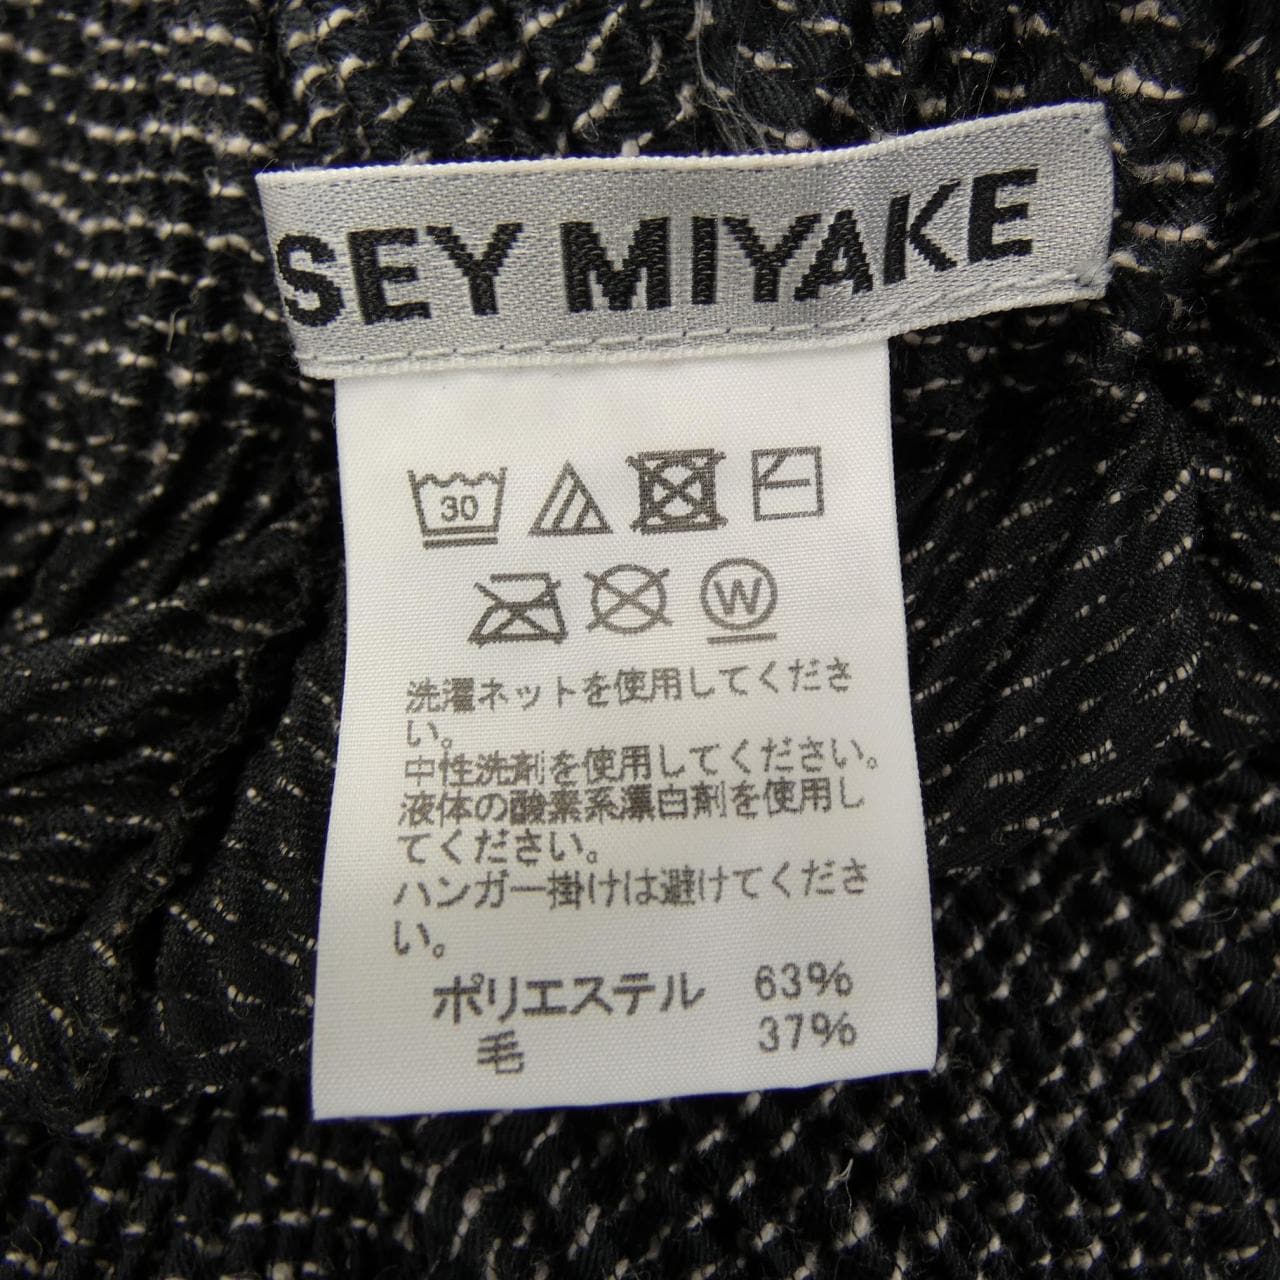 SEY MIYAKE
30
W
洗濯ネットを使用してくださ
い。
中性洗剤を使用してください。
液体の酸素系漂白剤を使用し
てください。
ハンガー掛けは避けてくださ
い。
ポリエステル 63%
毛 37%